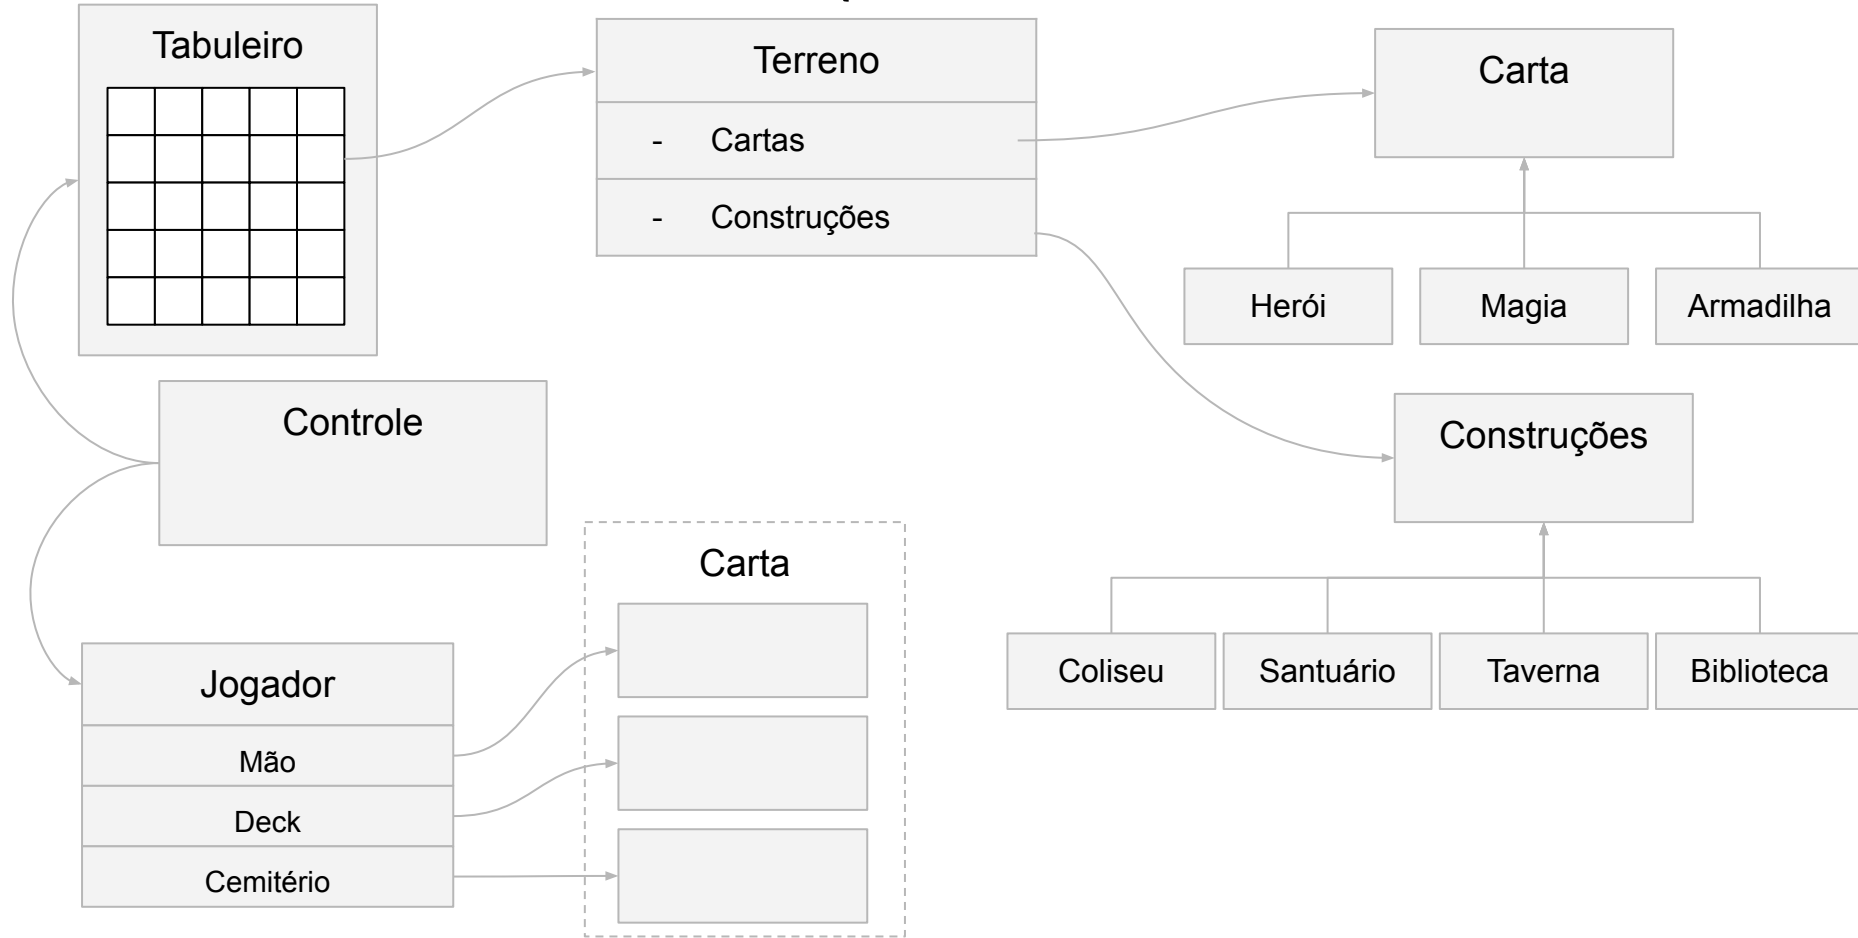 Tabuleiro
Terreno
- Cartas
- Construções
Carta
Herói
Magia
Armadilha
Controle
Construções
Carta
Coliseu
Santuário
Taverna
Biblioteca
Jogador
Mão
Deck
Cemitério